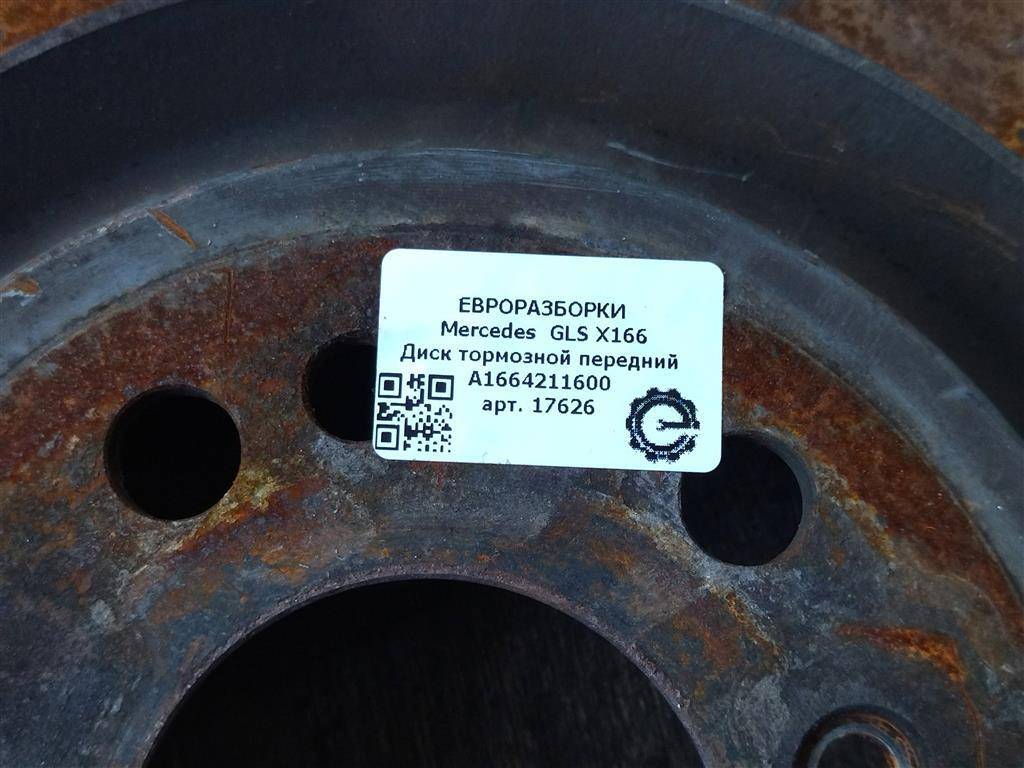 ЕВРОРАЗБОРКИ
Mercedes GLS X166
Диск тормозной передний
A1664211600
арт. 17626